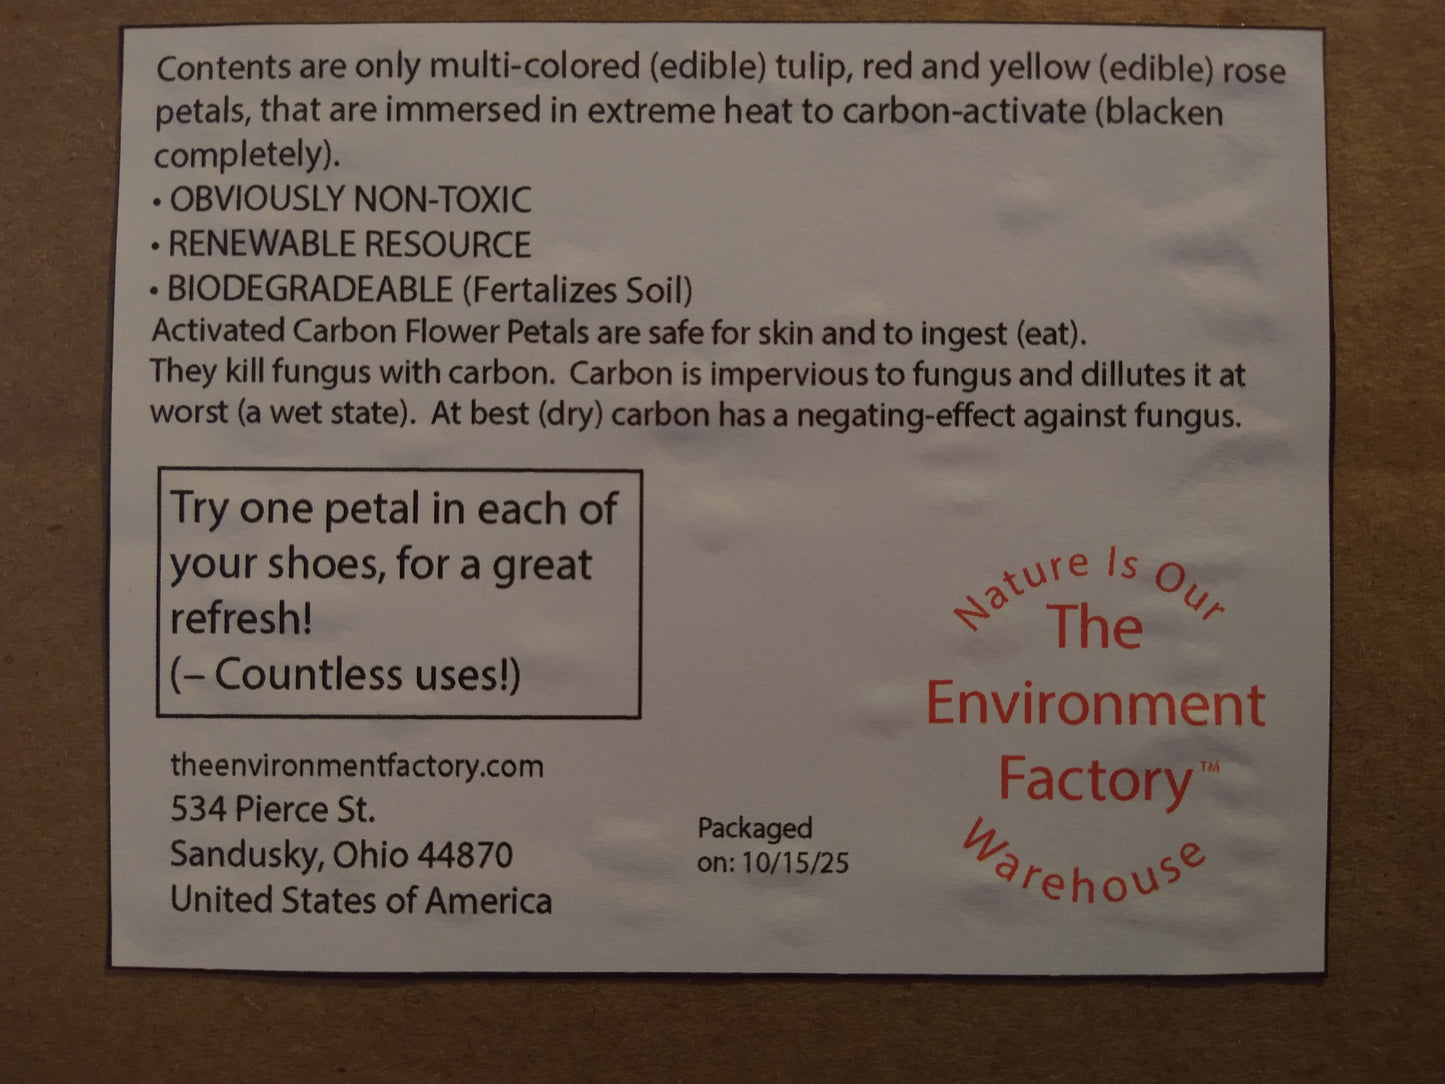 Contents are only multi-colored (edible) tulip, red and yellow (edible) rose
petals, that are immersed in extreme heat to carbon-activate (blacken
completely).
• OBVIOUSLY NON-TOXIC
• RENEWABLE RESOURCE
• BIODEGRADEABLE (Fertalizes Soil)
Activated Carbon Flower Petals are safe for skin and to ingest (eat).
They kill fungus with carbon.  Carbon is impervious to fungus and dillutes it at
worst (a wet state).  At best (dry) carbon has a negating-effect against fungus.
Try one petal in each of
your shoes, for a great
refresh!
(– Countless uses!)
theenvironmentfactory.com
534 Pierce St.
Sandusky, Ohio 44870
United States of America
Packaged
on: 10/15/25
Nature Is Our
The
Environment
Factory™
Warehouse